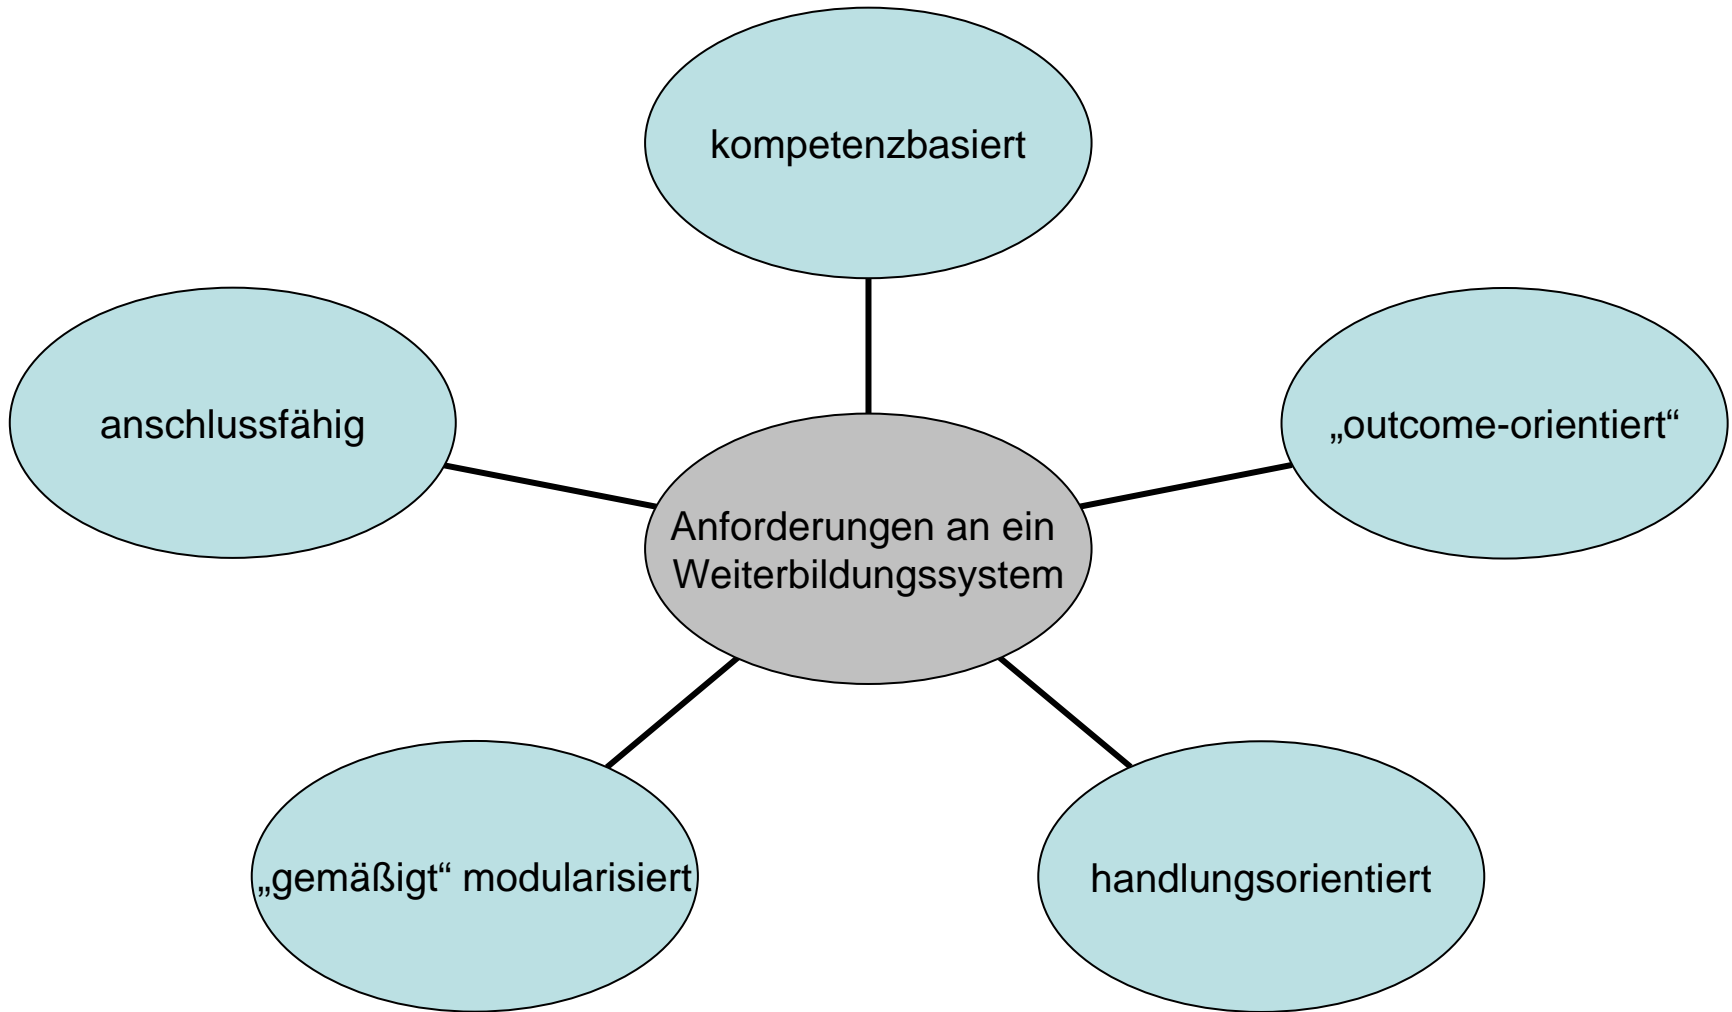 kompetenzbasiert
anschlussfähig
„outcome-orientiert“
Anforderungen an ein
Weiterbildungssystem
„gemäßigt“ modularisiert
handlungsorientiert